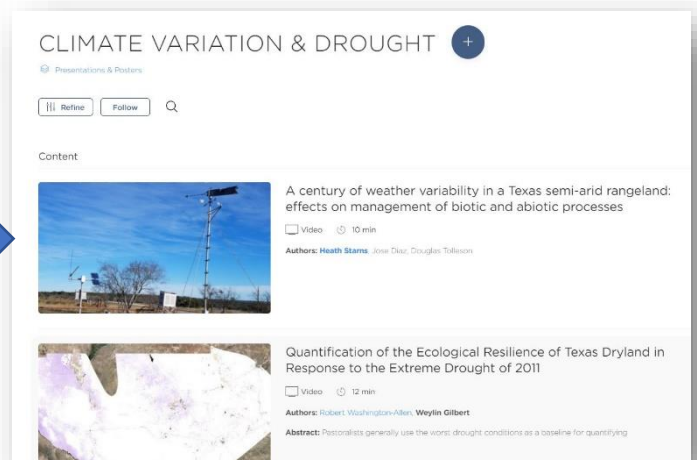 CLIMATE VARIATION & DROUGHT +
Presentations & Posters
Refine Follow
Content
A century of weather variability in a Texas semi-arid rangeland:
effects on management of biotic and abiotic processes
Video 10 min
Authors: Heath Starns, Jose Diaz, Douglas Tolleson
Quantification of the Ecological Resilience of Texas Dryland in
Response to the Extreme Drought of 2011
Video 12 min
Authors: Robert Washington-Allen, Weylin Gilbert
Abstract: Pastoralists generally use the worst drought conditions as a baseline for quantifying